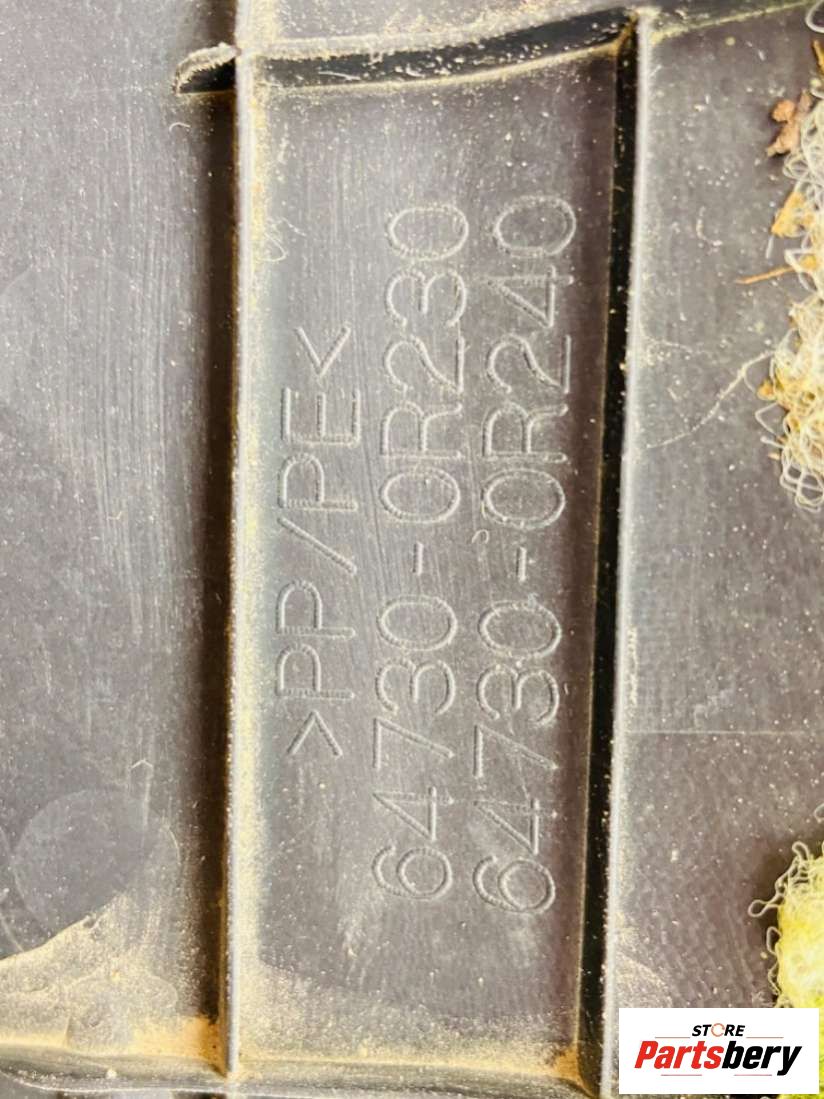 >PP/PE<
64730-0R230
64730-0R240
STORE
Partsbery